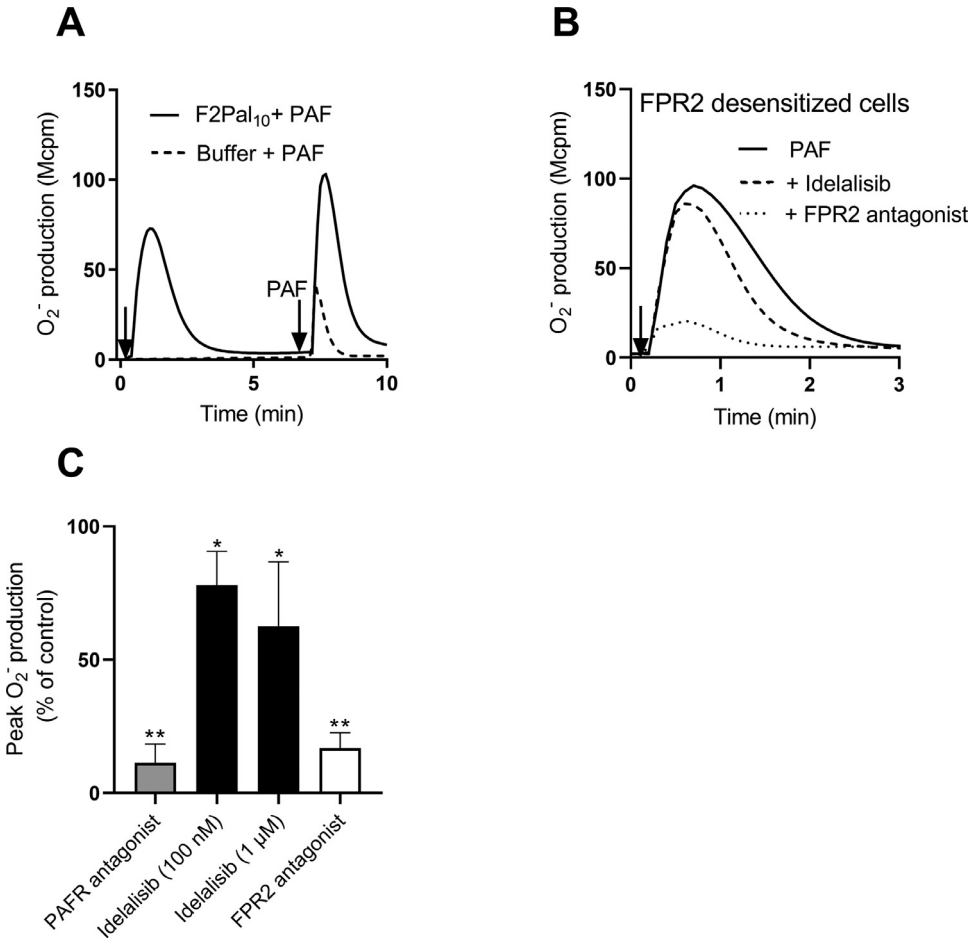 A
150
100
50
0
O2- production (Mcpm)
F2Pal10+ PAF
Buffer + PAF
PAF
0
5
10
Time (min)
B
150
100
50
0
O2- production (Mcpm)
FPR2 desensitized cells
PAF
+ Idelalisib
+ FPR2 antagonist
0
1
2
3
Time (min)
C
100
50
0
Peak O2- production
(% of control)
**
*
*
**
PAFR antagonist
Idelalisib (100 nM)
Idelalisib (1 µM)
FPR2 antagonist